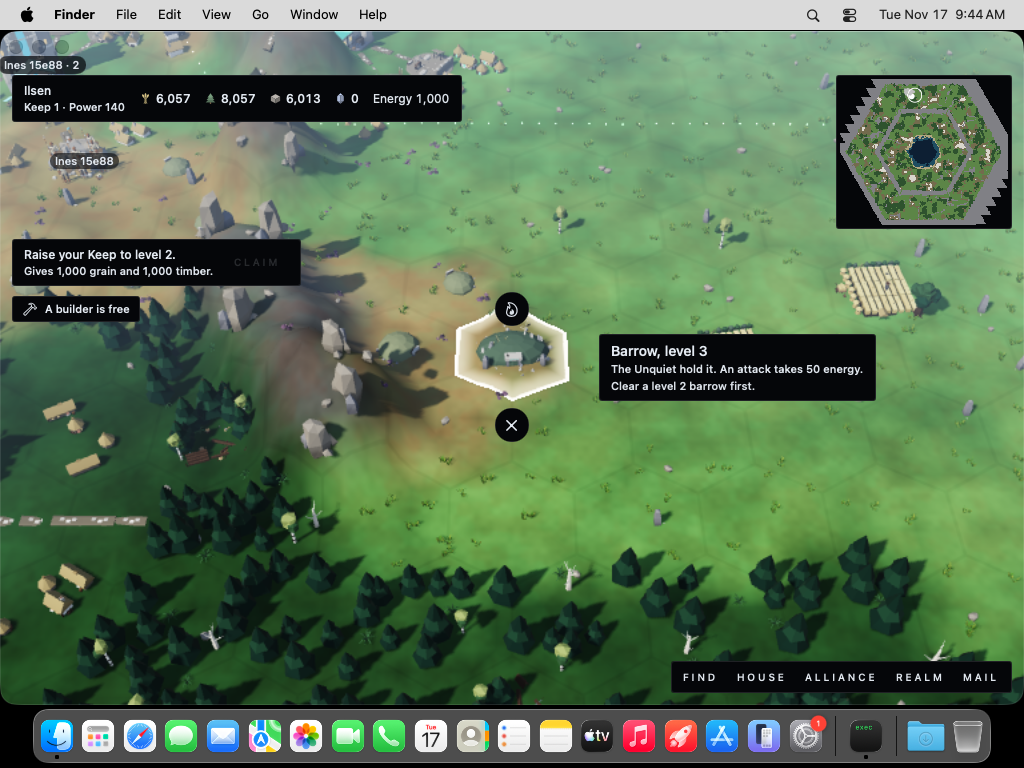 Finder File Edit View Go Window Help Tue Nov 17 9:44 AM
Ines 15e88 · 2
Ilsen
Keep 1 · Power 140
6,057 8,057 6,013 0 Energy 1,000
Ines 15e88
Raise your Keep to level 2.
Gives 1,000 grain and 1,000 timber.
CLAIM
A builder is free
Barrow, level 3
The Unquiet hold it. An attack takes 50 energy.
Clear a level 2 barrow first.
FIND HOUSE ALLIANCE REALM MAIL
Tue
17
tv
1
exec